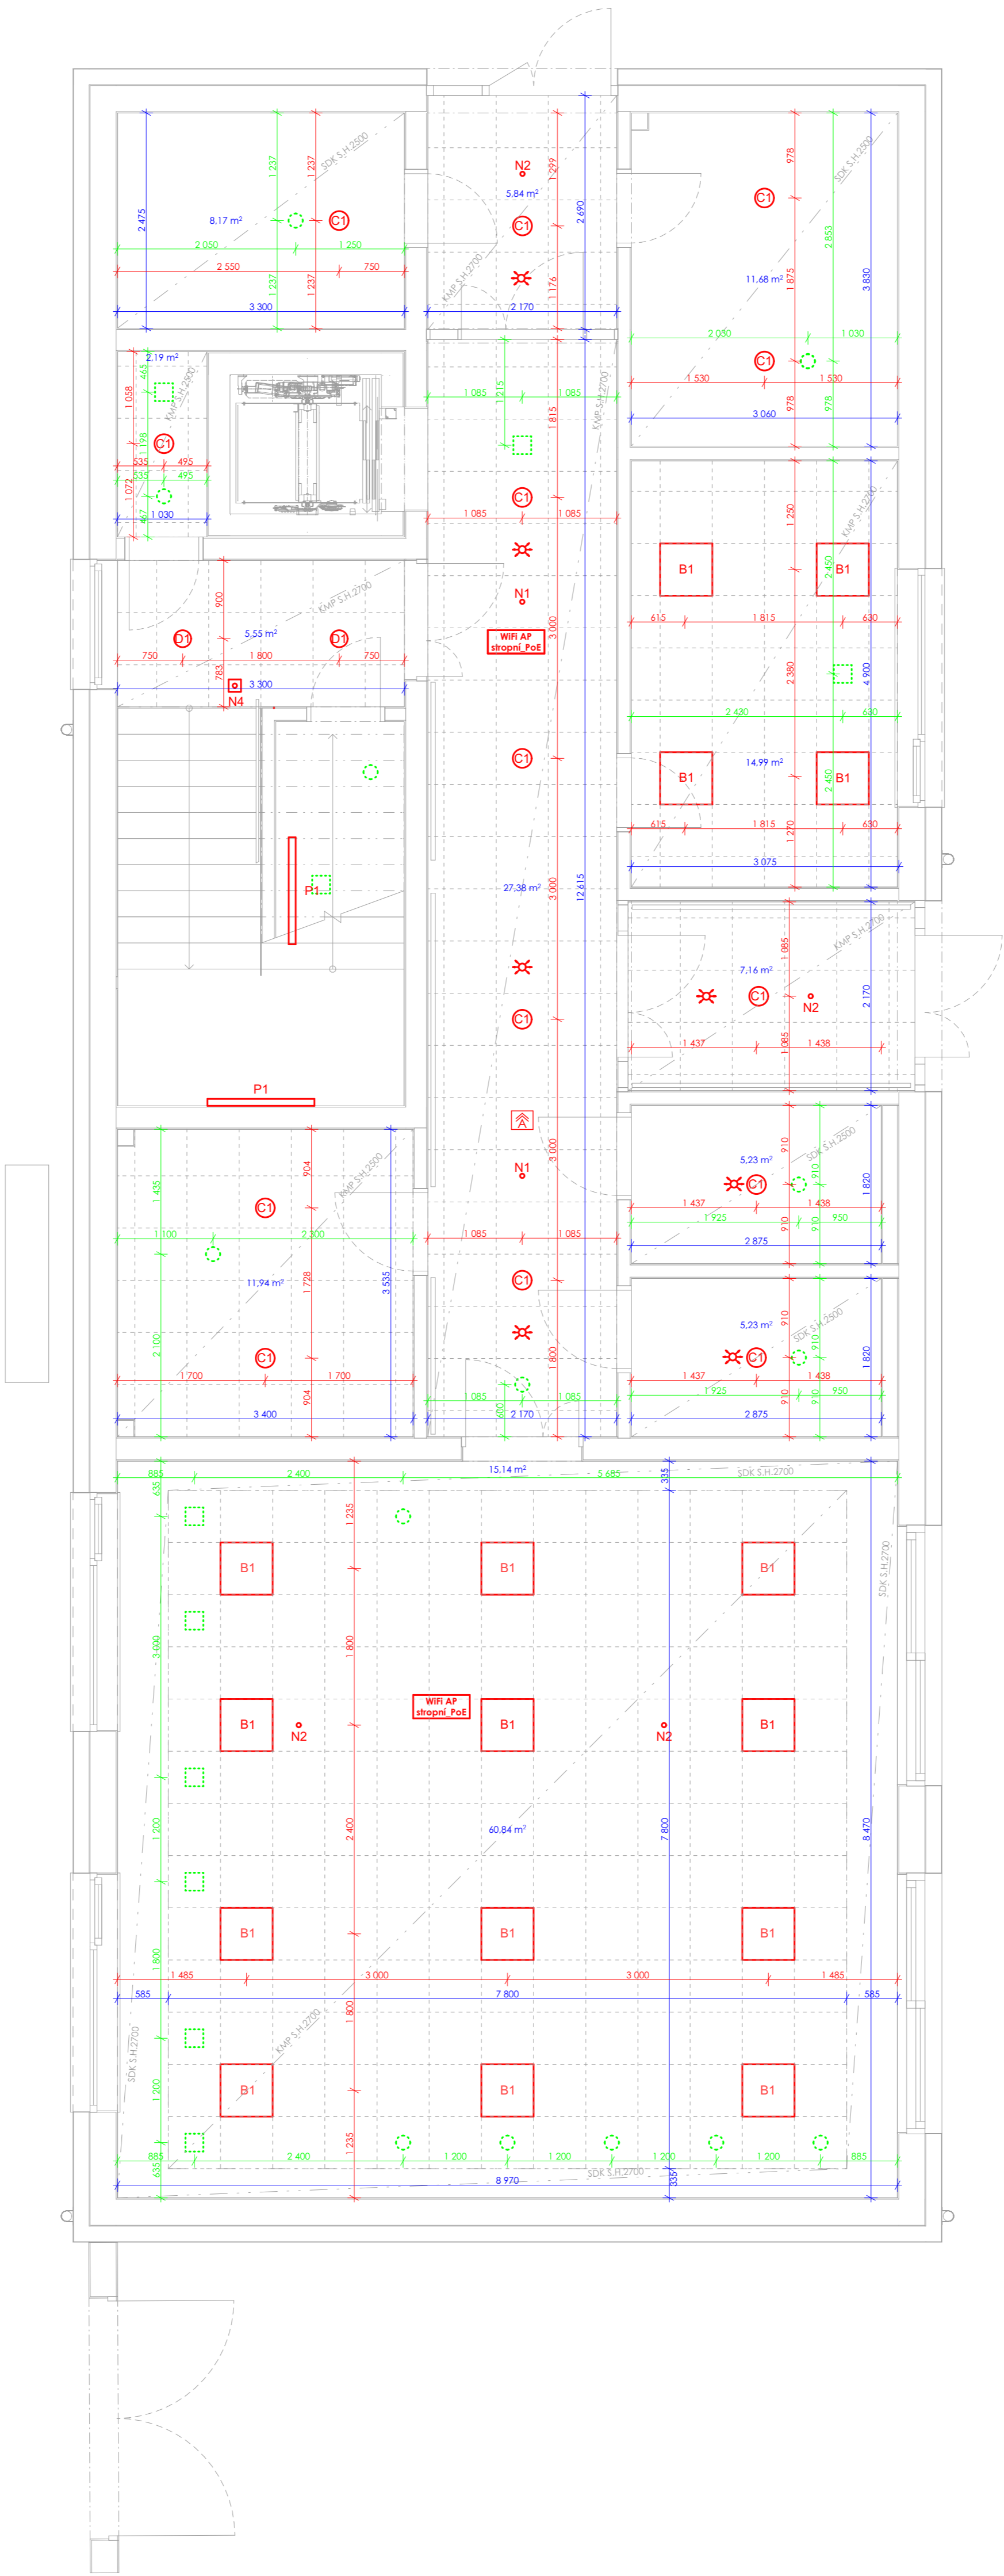 N2
5,84 m²
C1
1 299
2 690
1 176
KMP S.H.2700
2 170
SDK S.H.2500
1 237
1 237
2 475
8,17 m²
C1
2 050
1 250
2 550
750
1 237
1 237
3 300
978
SDK S.H.2500
C1
2 853
11,68 m²
1 875
3 830
2 030
1 030
C1
1 530
1 530
978
978
3 060
2,19 m²
465
KMP S.H.2500
1 058
1 198
C1
535
495
535
495
1 072
467
1 030
1 215
1 085
1 085
1 815
KMP S.H.2700
C1
1 085
1 085
N1
WiFi AP
stropní_PoE
3 000
1 250
KMP S.H.2700
B1
B1
2 450
615
1 815
630
2 380
4 900
2 430
630
14,99 m²
B1
B1
2 450
615
1 815
630
1 270
3 075
900
KMP S.H.2700
D1
5,55 m²
D1
750
1 800
750
783
3 300
N4
P1
P1
C1
27,38 m²
3 000
12 615
C1
3 000
A
N1
1 085
1 085
C1
1 800
1 085
1 085
600
2 170
1 085
KMP S.H.2700
7,16 m²
C1
N2
2 170
1 437
1 085
1 438
910
SDK S.H.2500
5,23 m²
910
1 820
C1
1 437
1 438
1 925
950
910
910
2 875
910
SDK S.H.2500
5,23 m²
910
1 820
C1
1 437
1 438
1 925
950
910
910
2 875
904
KMP S.H.2500
1 435
C1
1 100
2 300
11,94 m²
1 728
3 535
2 100
C1
1 700
1 700
904
3 400
15,14 m²
885
2 400
5 685
SDK S.H.2700
635
335
1 235
B1
B1
B1
SDK S.H.2700
3 000
1 800
WiFi AP
stropní_PoE
B1
N2
B1
N2
B1
1 200
2 400
60,84 m²
7 800
8 470
1 800
B1
B1
B1
1 485
3 000
3 000
1 485
585
7 800
585
KMP S.H.2700
SDK S.H.2700
1 800
1 200
B1
B1
B1
1 235
635
885
2 400
1 200
1 200
1 200
1 200
885
SDK S.H.2700
335
8 970